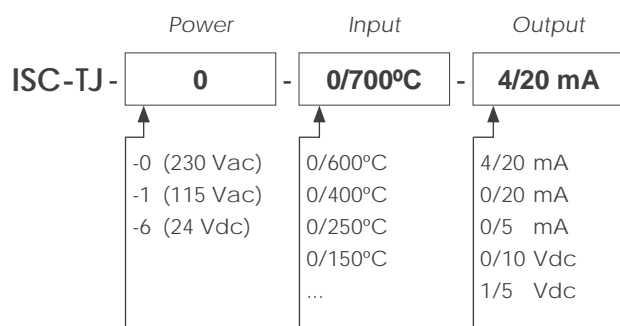 Power Input Output
ISC-TJ - 0 - 0/700ºC - 4/20 mA
-0 (230 Vac) 0/600ºC 4/20 mA
-1 (115 Vac) 0/400ºC 0/20 mA
-6 (24 Vdc) 0/250ºC 0/5 mA
0/150ºC 0/10 Vdc
... 1/5 Vdc